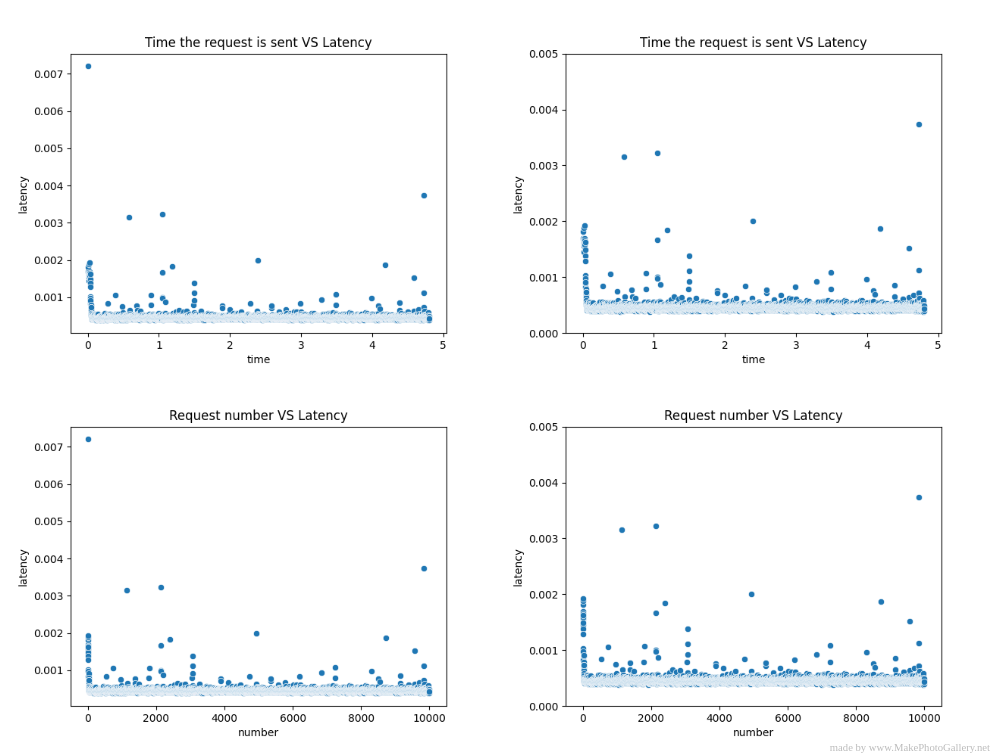 Time the request is sent VS Latency
0.007
0.006
0.005
0.004
0.003
0.002
0.001
latency
0 1 2 3 4 5
time
Time the request is sent VS Latency
0.005
0.004
0.003
0.002
0.001
0.000
latency
0 1 2 3 4 5
time
Request number VS Latency
0.007
0.006
0.005
0.004
0.003
0.002
0.001
latency
0 2000 4000 6000 8000 10000
number
Request number VS Latency
0.005
0.004
0.003
0.002
0.001
0.000
latency
0 2000 4000 6000 8000 10000
number
made by www.MakePhotoGallery.net